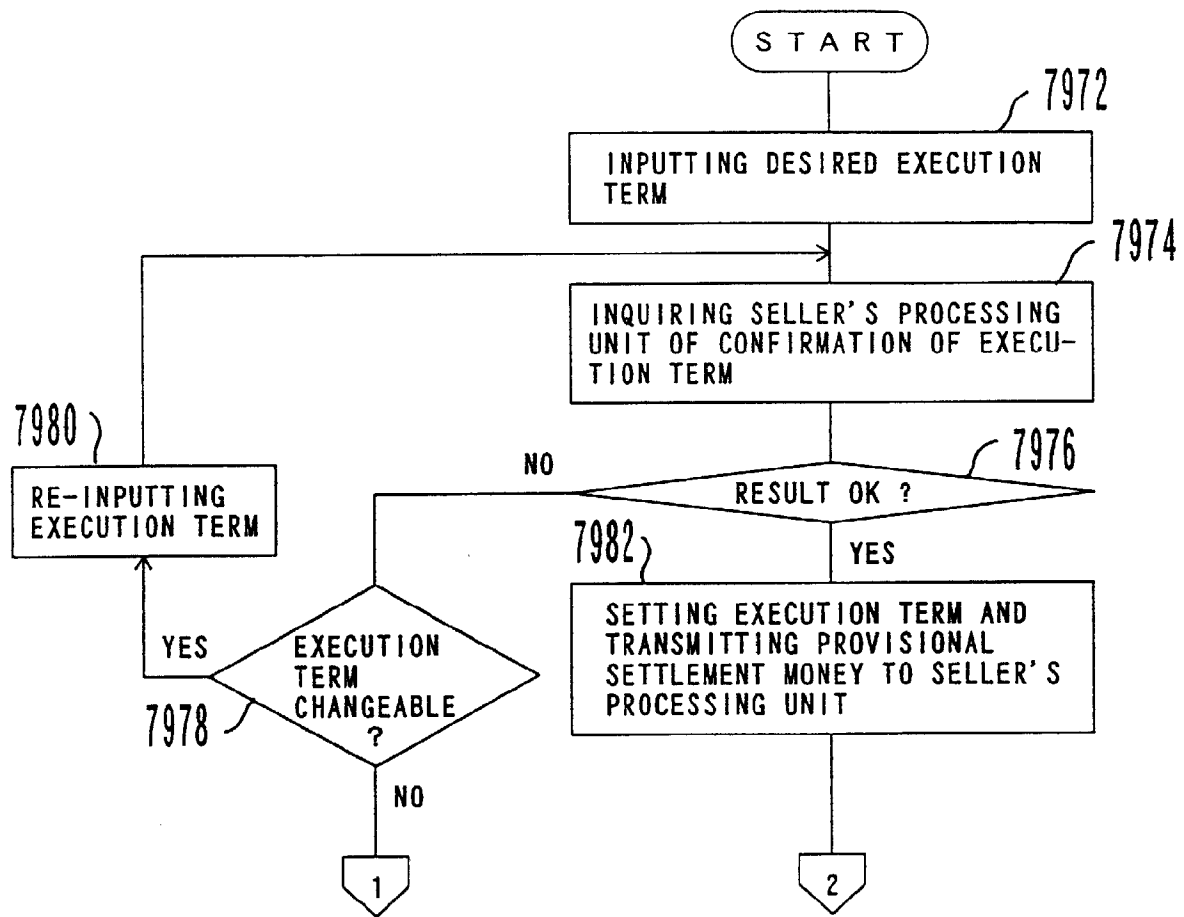 START
7972
INPUTTING DESIRED EXECUTION
TERM
7974
INQUIRING SELLER'S PROCESSING
UNIT OF CONFIRMATION OF EXECU-
TION TERM
7980
RE-INPUTTING
EXECUTION TERM
NO
7976
RESULT OK ?
7982
YES
SETTING EXECUTION TERM AND
TRANSMITTING PROVISIONAL
SETTLEMENT MONEY TO SELLER'S
PROCESSING UNIT
YES
EXECUTION
TERM
CHANGEABLE
?
7978
NO
1
2